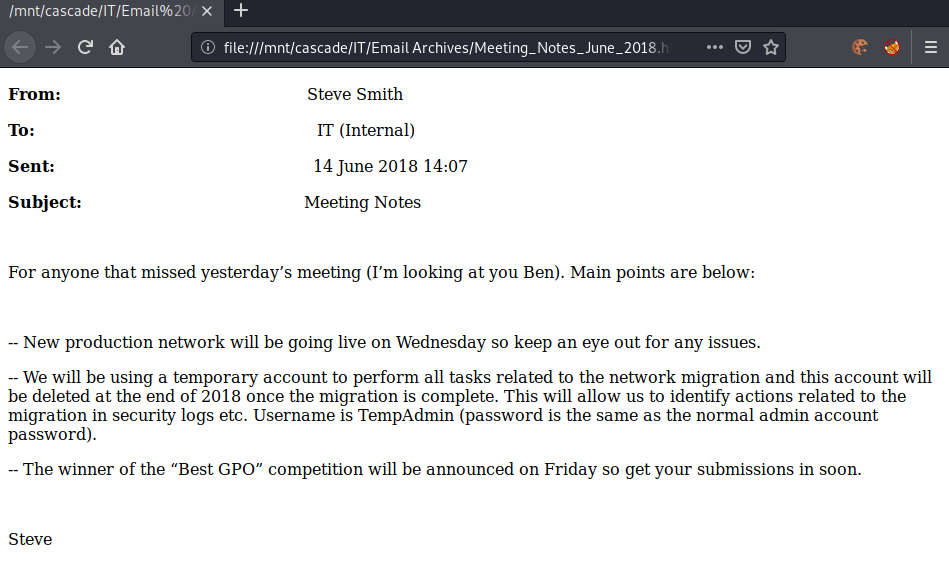 /mnt/cascade/IT/Email%20
file:///mnt/cascade/IT/Email Archives/Meeting_Notes_June_2018.h
From: Steve Smith
To: IT (Internal)
Sent: 14 June 2018 14:07
Subject: Meeting Notes
For anyone that missed yesterday’s meeting (I’m looking at you Ben). Main points are below:
-- New production network will be going live on Wednesday so keep an eye out for any issues.
-- We will be using a temporary account to perform all tasks related to the network migration and this account will
be deleted at the end of 2018 once the migration is complete. This will allow us to identify actions related to the
migration in security logs etc. Username is TempAdmin (password is the same as the normal admin account
password).
-- The winner of the “Best GPO” competition will be announced on Friday so get your submissions in soon.
Steve